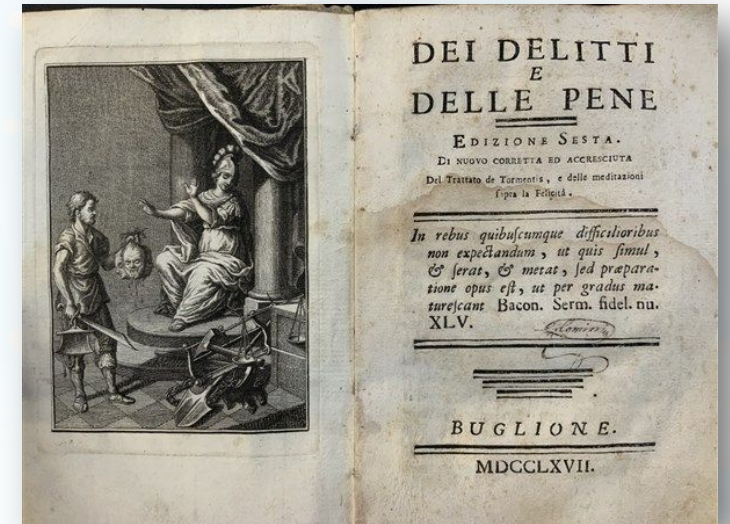 DEI DELITTI
E
DELLE PENE
EDIZIONE SESTA.
DI NUOVO CORRETTA ED ACCRESCIUTA
Del Trattato de Tormentis, e delle meditazioni
ſipra la Felicità.
In rebus quibuſcumque difficilioribus
non expectandum, ut quis ſimul,
& ſerat, & metat, ſed præpara-
tione opus eſt, ut per gradus ma-
tureſcant Bacon. Serm. fidel. nu.
XLV.
BUGLIONE.
MDCCLXVII.